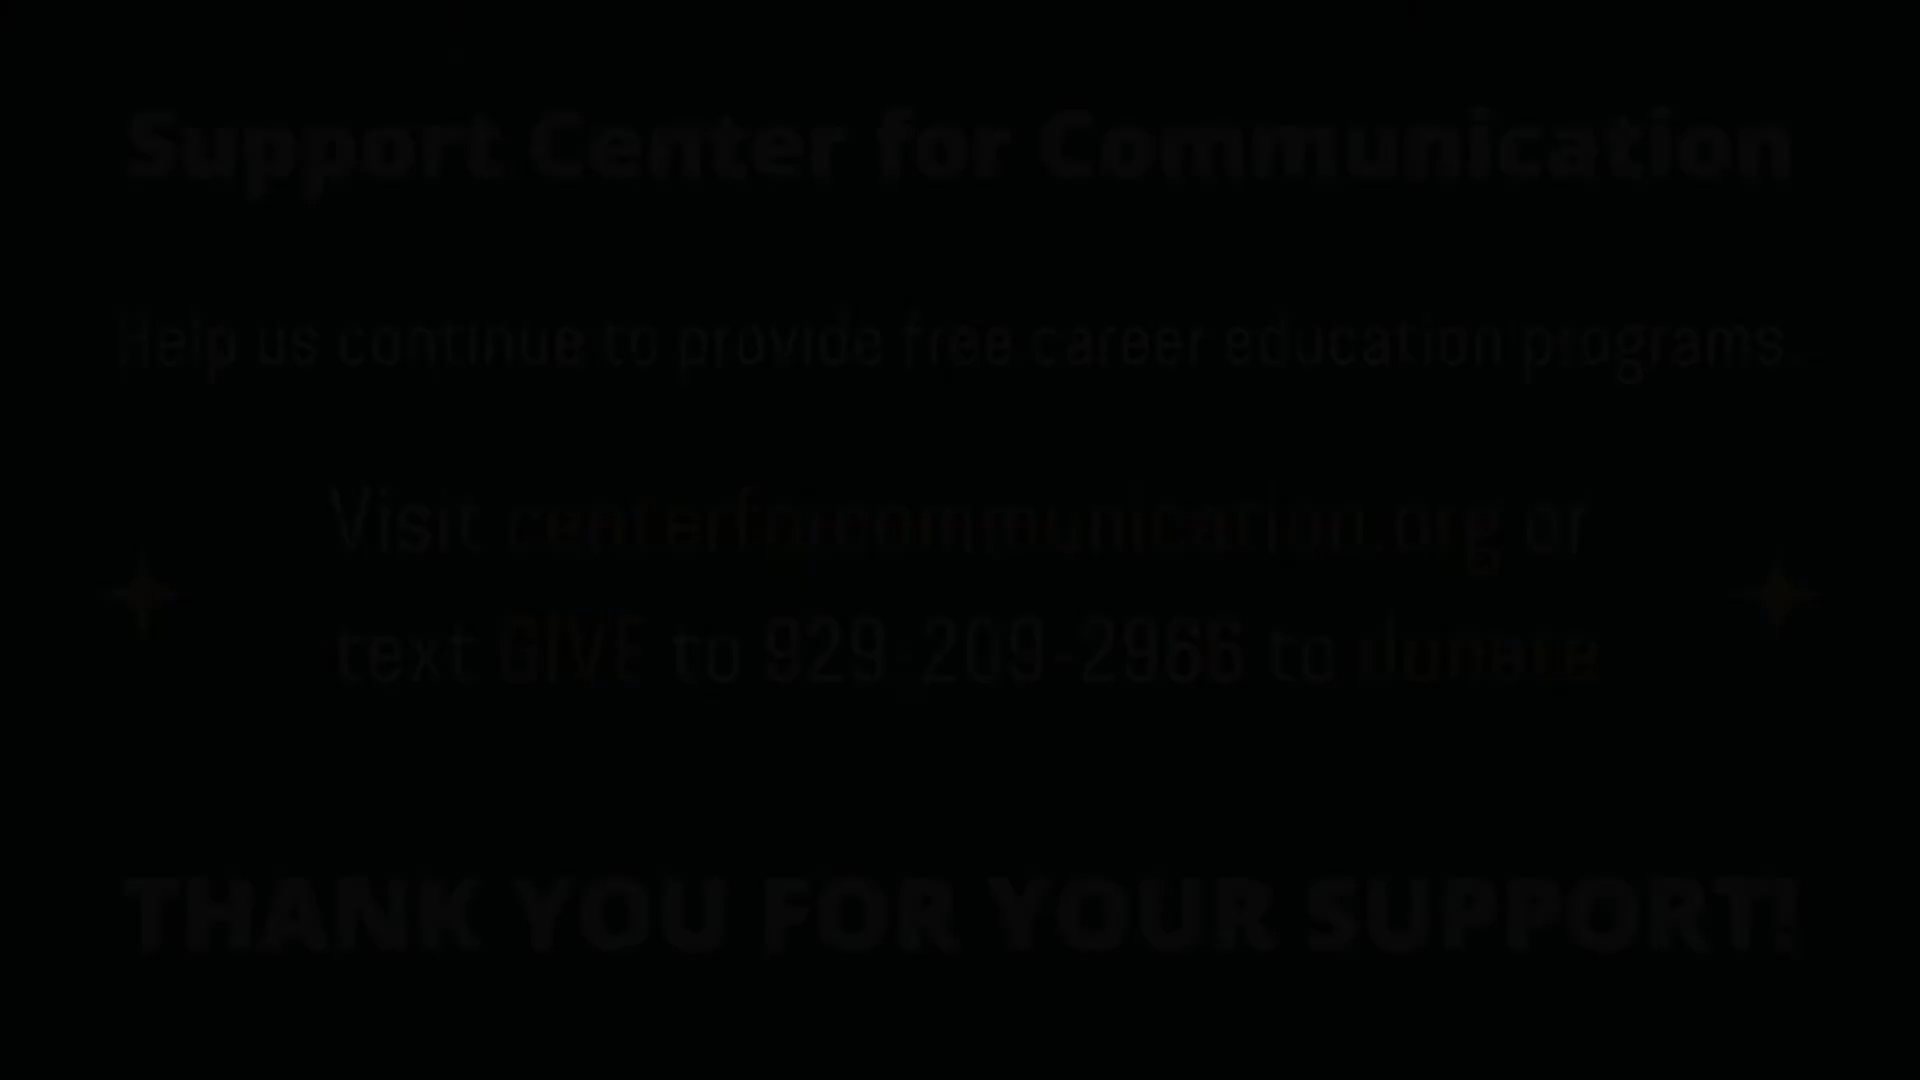 Support Center for Communication
Help us continue to provide free career education programs.
Visit centerforcommunication.org or
text GIVE to 929-209-2966 to donate
THANK YOU FOR YOUR SUPPORT!